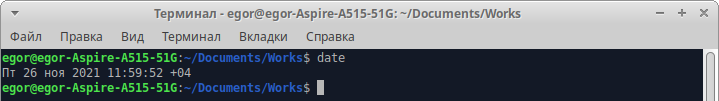 Терминал - egor@egor-Aspire-A515-51G: ~/Documents/Works
Файл Правка Вид Терминал Вкладки Справка
egor@egor-Aspire-A515-51G:~/Documents/Works$ date
Пт 26 ноя 2021 11:59:52 +04
egor@egor-Aspire-A515-51G:~/Documents/Works$